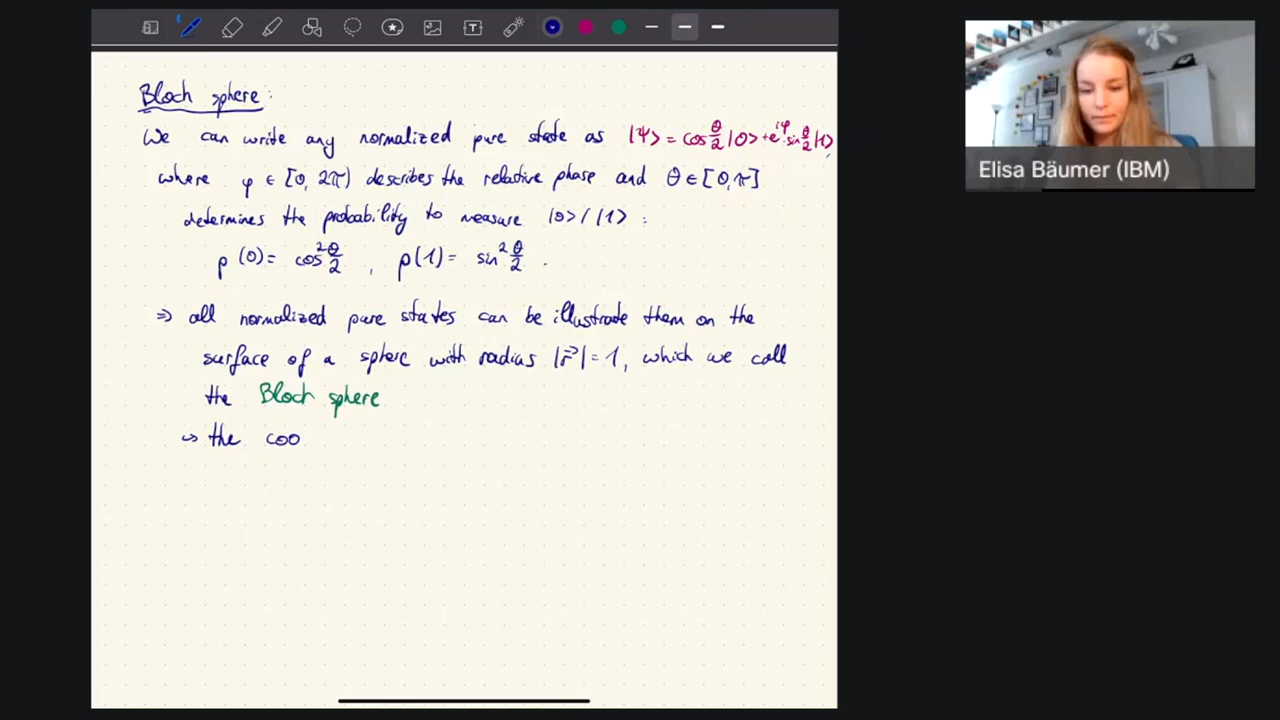 Bloch sphere:
We can write any normalized pure state as |ψ> = cos θ/2 |0> + e^{iφ} sin θ/2 |1>,
where φ ∈ [0, 2π) describes the relative phase and θ ∈ [0, π]
determines the probability to measure |0>/|1> :
p(0) = cos² θ/2 , p(1) = sin² θ/2 .
⇒ all normalized pure states can be illustrate them on the
surface of a sphere with radius |r⃗| = 1, which we call
the Bloch sphere
↪ the coo
Elisa Bäumer (IBM)